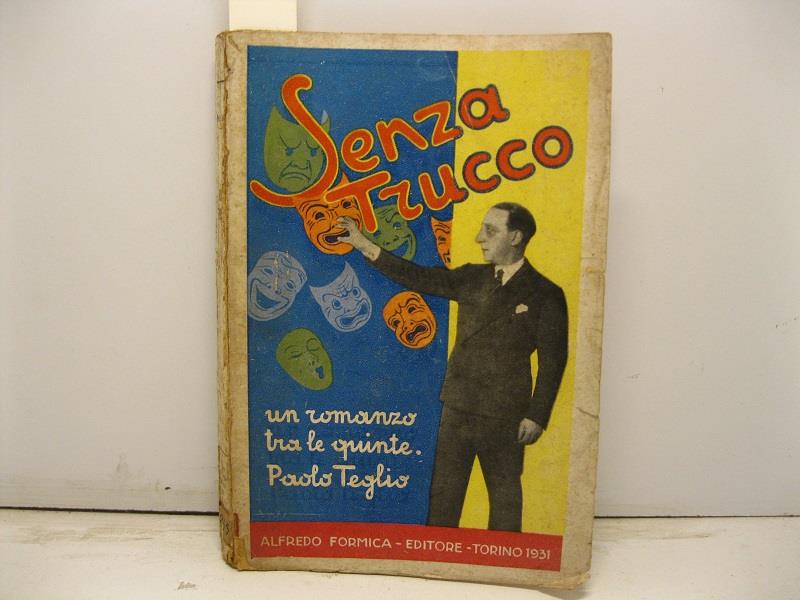 Senza
Trucco
un romanzo
tra le quinte.
Paolo Teglio
ALFREDO FORMICA - EDITORE - TORINO 1931